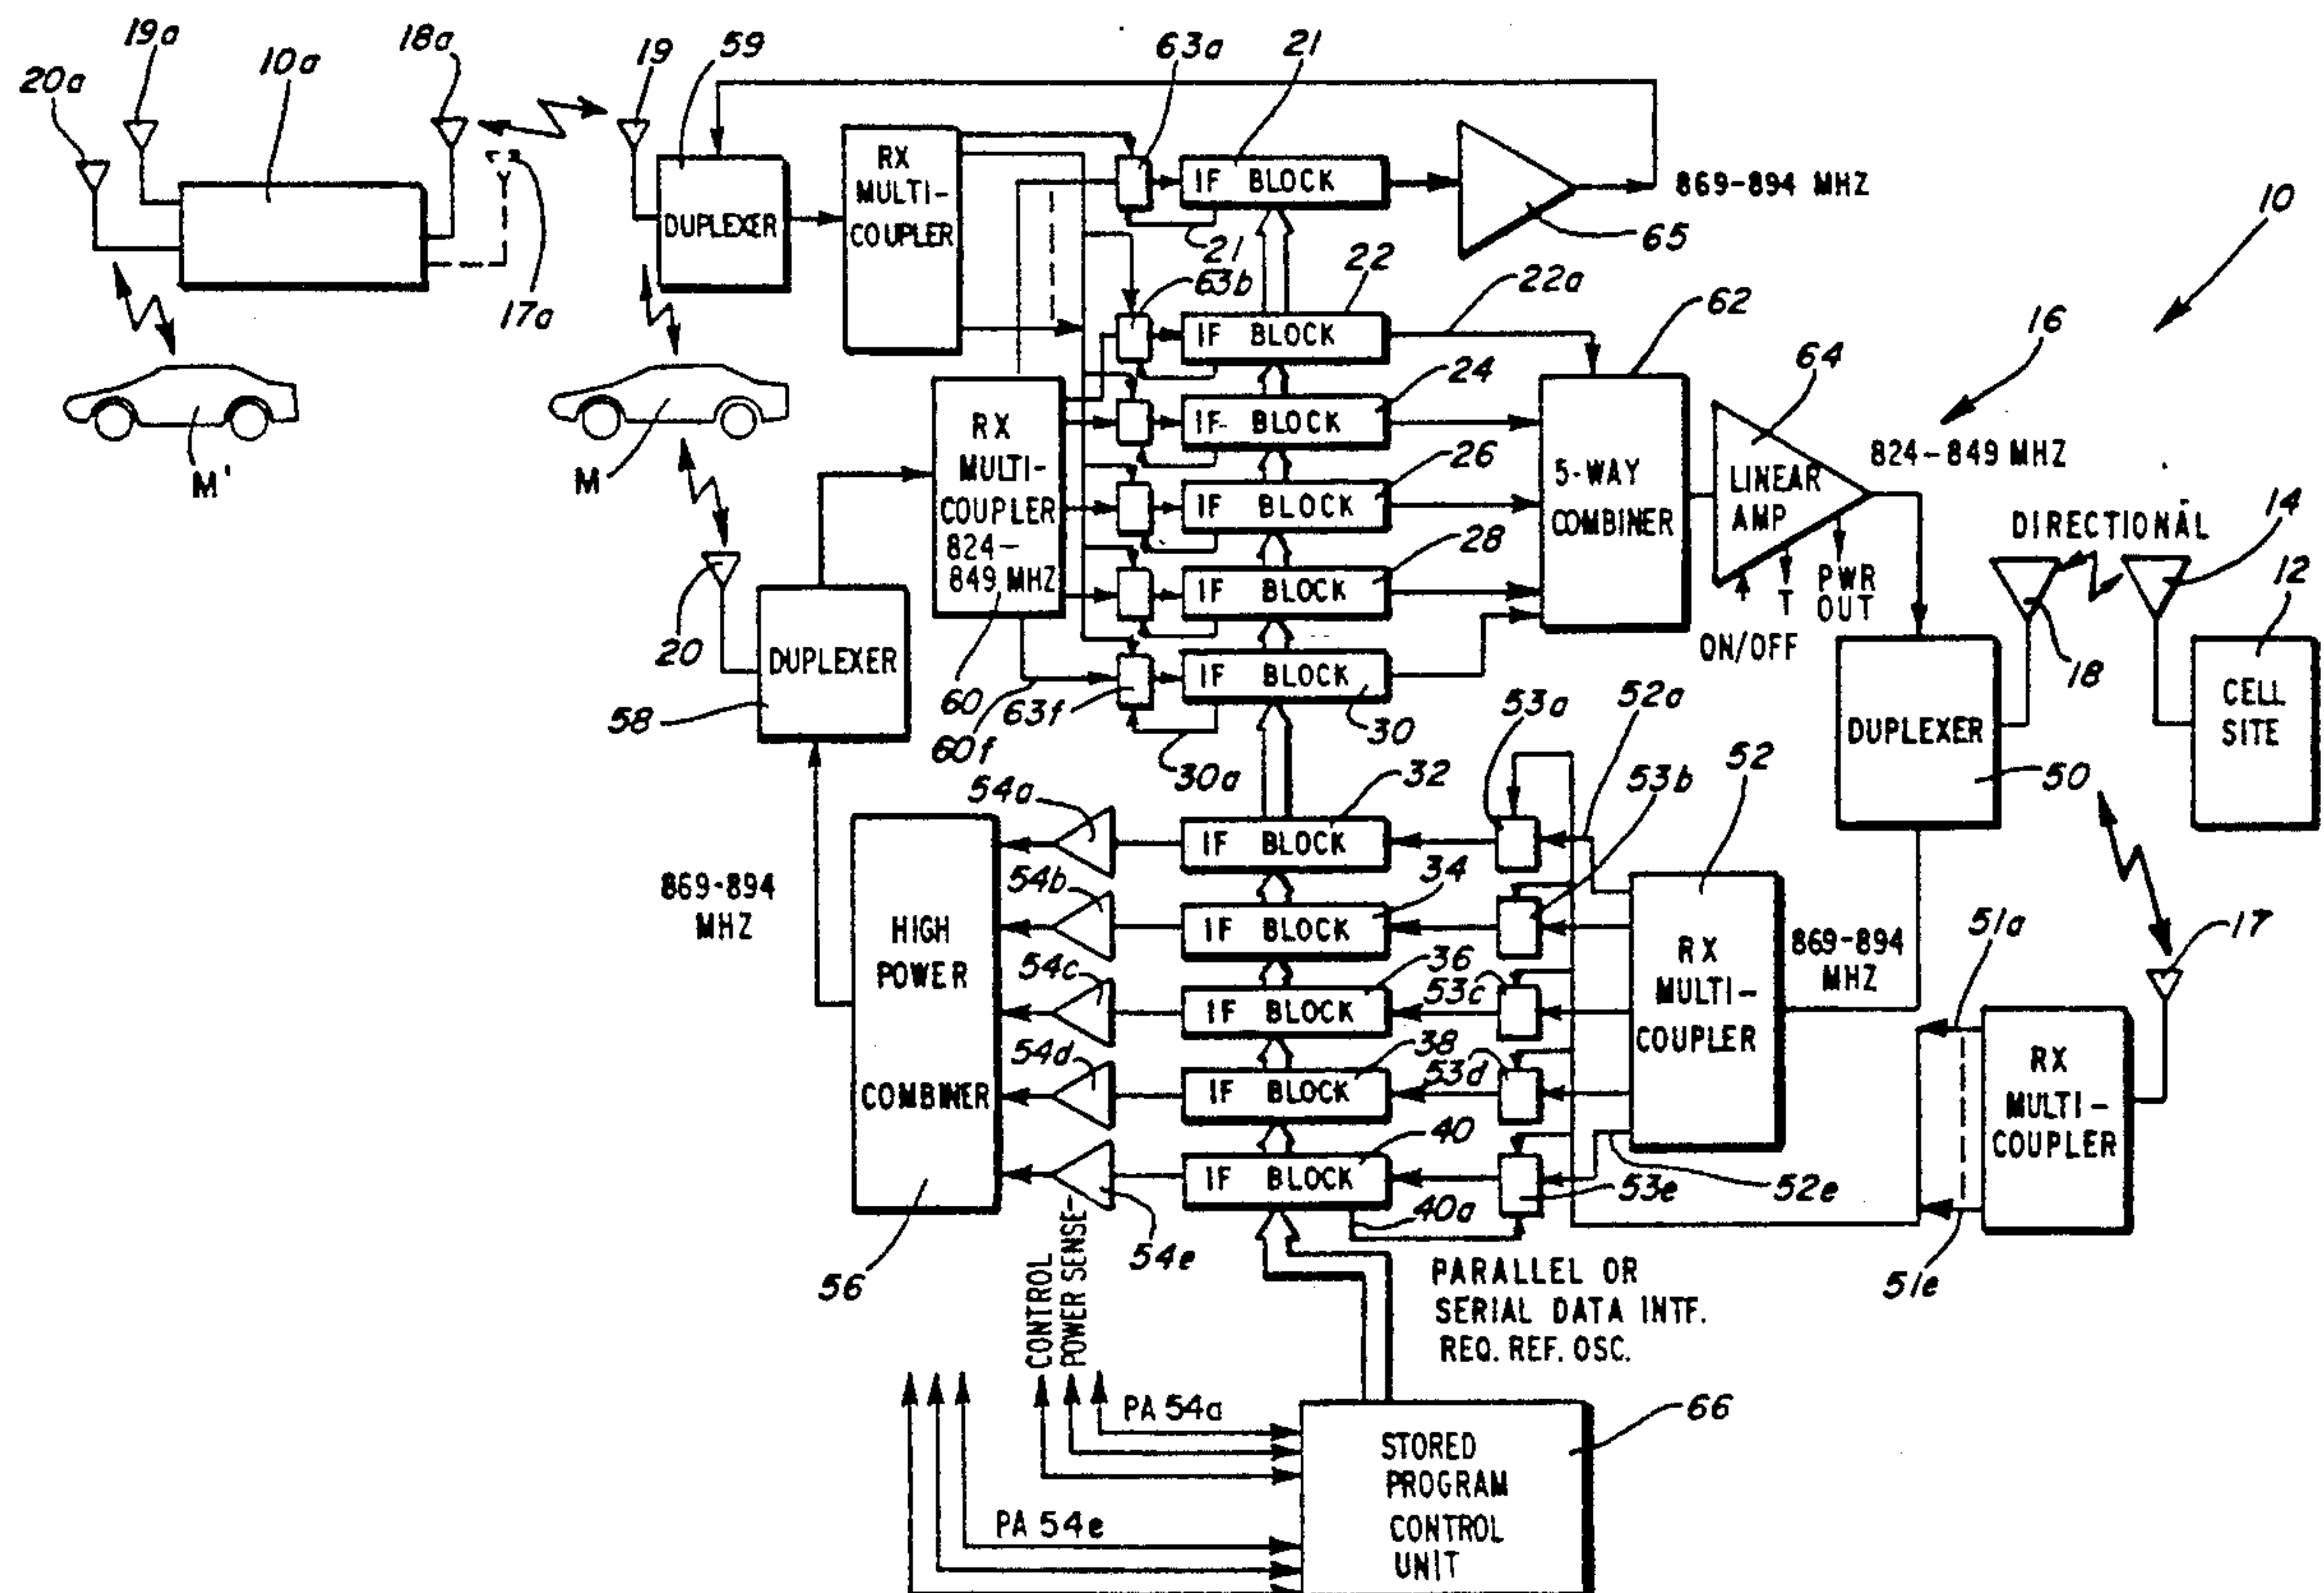 19a
10a
18a
20a
17a
M'
19
59
DUPLEXER
M
RX
MULTI-
COUPLER
63a
21
IF BLOCK
21
869-894 MHZ
65
10
63b
22
IF BLOCK
22a
62
16
24
IF BLOCK
64
26
IF BLOCK
28
IF BLOCK
IF BLOCK
30
RX
MULTI-
COUPLER
824-
849 MHZ
60
60f
63f
30a
20
DUPLEXER
58
5-WAY
COMBINER
LINEAR
AMP
824-849 MHZ
ON/OFF
T
PWR
OUT
DIRECTIONAL
14
12
18
CELL
SITE
DUPLEXER
50
53a
52a
52
53b
32
IF BLOCK
54a
34
IF BLOCK
54b
36
53c
IF BLOCK
54c
38
53d
IF BLOCK
54d
40
IF BLOCK
40a
53e
52e
54e
869-894
MHZ
HIGH
POWER
COMBINER
56
RX
MULTI-
COUPLER
869-894
MHZ
51a
17
RX
MULTI-
COUPLER
51e
CONTROL
POWER SENSE
PARALLEL OR
SERIAL DATA INTF.
REQ. REF. OSC.
PA 54a
PA 54e
66
STORED
PROGRAM
CONTROL
UNIT